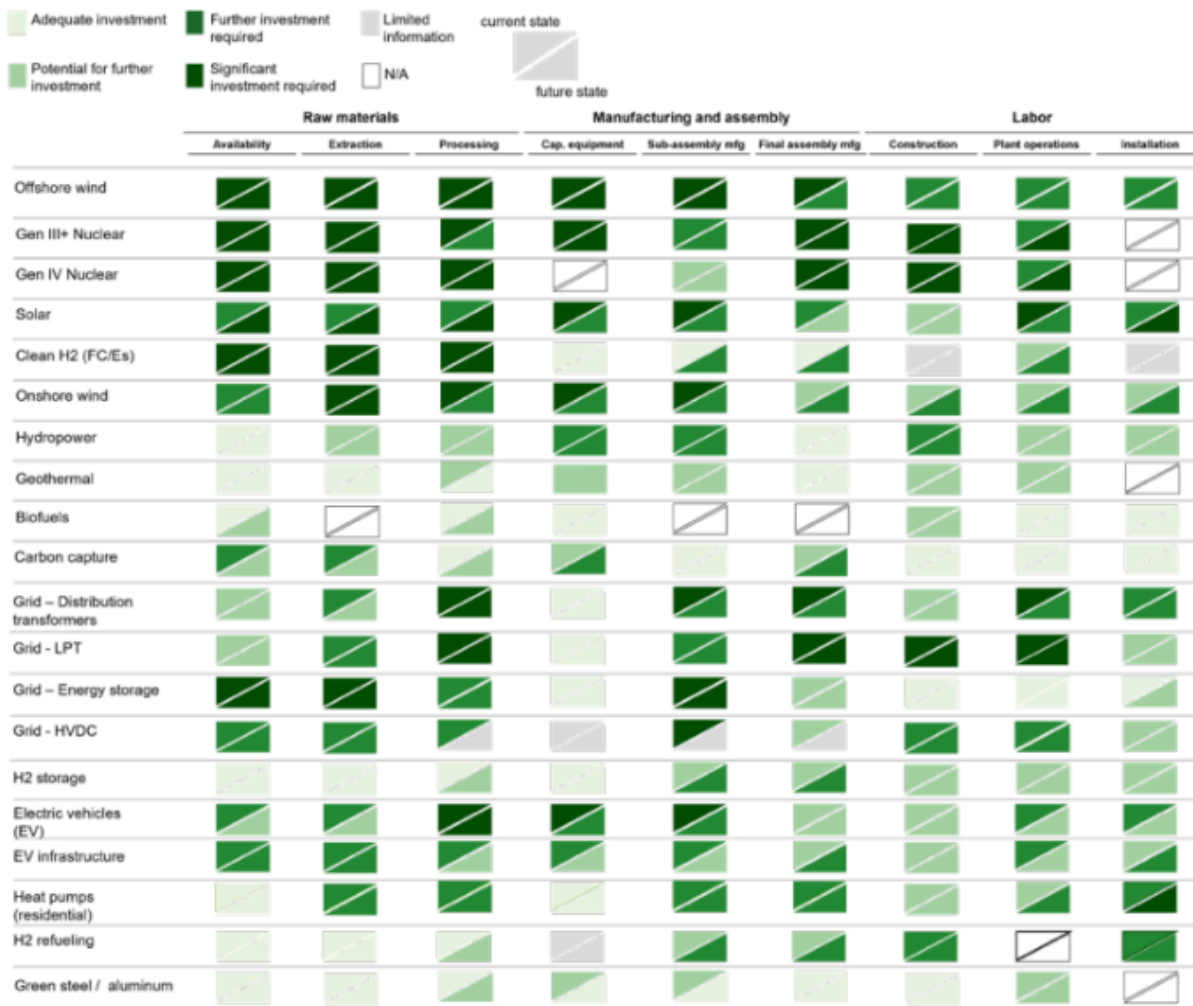 Adequate investment
Further investment
required
Limited
information
current state
Potential for further
investment
Significant
investment required
N/A
future state
Raw materials
Manufacturing and assembly
Labor
Availability
Extraction
Processing
Cap. equipment
Sub-assembly mfg
Final assembly mfg
Construction
Plant operations
Installation
Offshore wind
Gen III+ Nuclear
Gen IV Nuclear
Solar
Clean H2 (FC/Es)
Onshore wind
Hydropower
Geothermal
Biofuels
Carbon capture
Grid – Distribution
transformers
Grid - LPT
Grid – Energy storage
Grid - HVDC
H2 storage
Electric vehicles
(EV)
EV infrastructure
Heat pumps
(residential)
H2 refueling
Green steel / aluminum